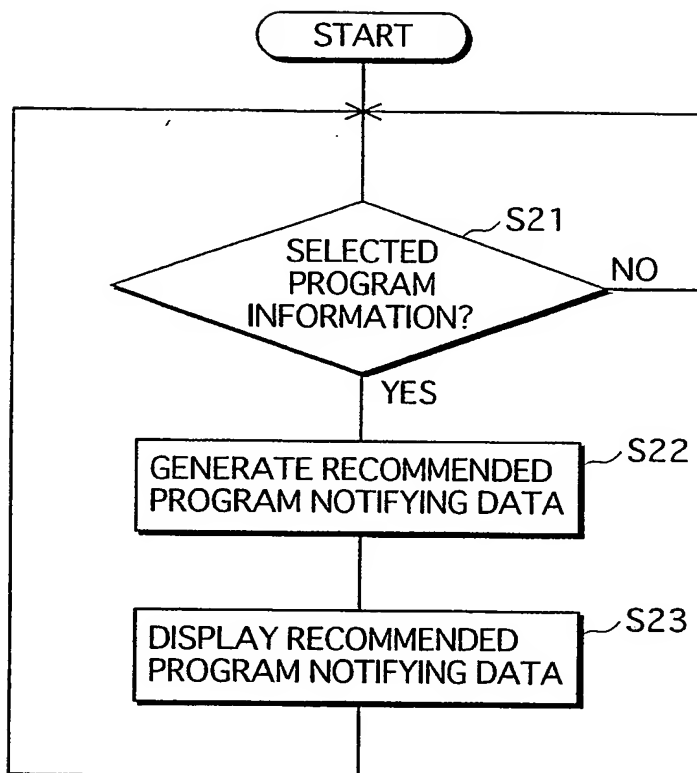 START
S21
SELECTED
PROGRAM
INFORMATION?
NO
YES
S22
GENERATE RECOMMENDED
PROGRAM NOTIFYING DATA
S23
DISPLAY RECOMMENDED
PROGRAM NOTIFYING DATA